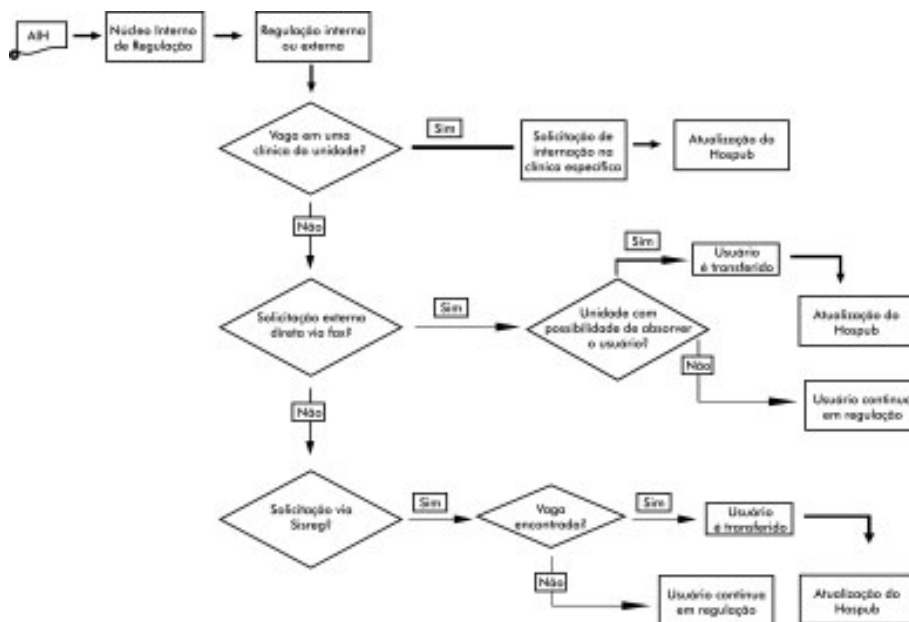 AIH
Núcleo Interno
de Regulação
Regulação interna
ou externa
Vaga em uma
clínica da unidade?
Sim
Solicitação de
internação na
clínica específica
Atualização do
Hospub
Não
Solicitação externa
direta via fax?
Sim
Unidade com
possibilidade de absorver
o usuário?
Sim
Usuário
é transferido
Atualização do
Hospub
Não
Usuário continua
em regulação
Não
Solicitação via
Sisreg?
Sim
Vaga
encontrada?
Sim
Usuário
é transferido
Atualização do
Hospub
Não
Usuário continua
em regulação